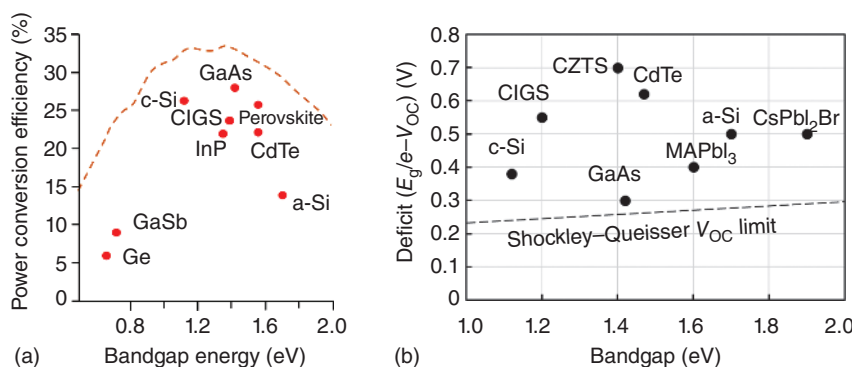 Power conversion efficiency (%)
35
30
25
20
15
10
5
0
GaAs
c-Si
CIGS
Perovskite
InP
CdTe
a-Si
GaSb
Ge
0.8
1.2
1.6
2.0
(a)
Bandgap energy (eV)
Deficit (E_g/e–V_OC) (V)
0.8
0.7
0.6
0.5
0.4
0.3
0.2
0.1
0
CZTS
CdTe
CIGS
a-Si
CsPbI₂Br
c-Si
MAPbI₃
GaAs
Shockley–Queisser V_OC limit
1.0
1.2
1.4
1.6
1.8
2.0
(b)
Bandgap (eV)